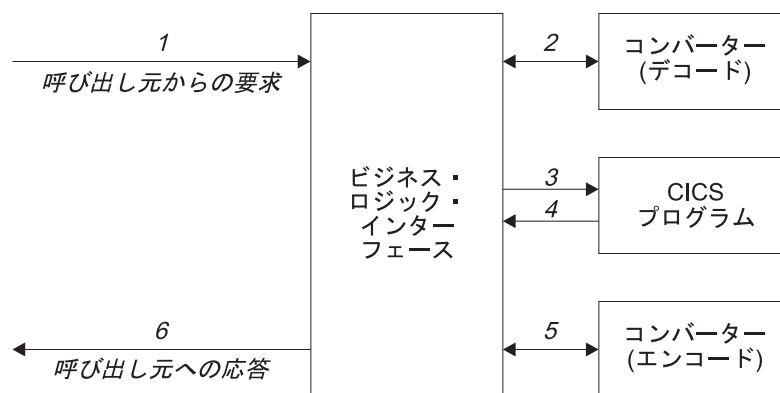 1
呼び出し元からの要求
2
コンバーター
(デコード)
ビジネス・
ロジック・
インター
フェース
3
4
CICS
プログラム
6
呼び出し元への応答
5
コンバーター
(エンコード)